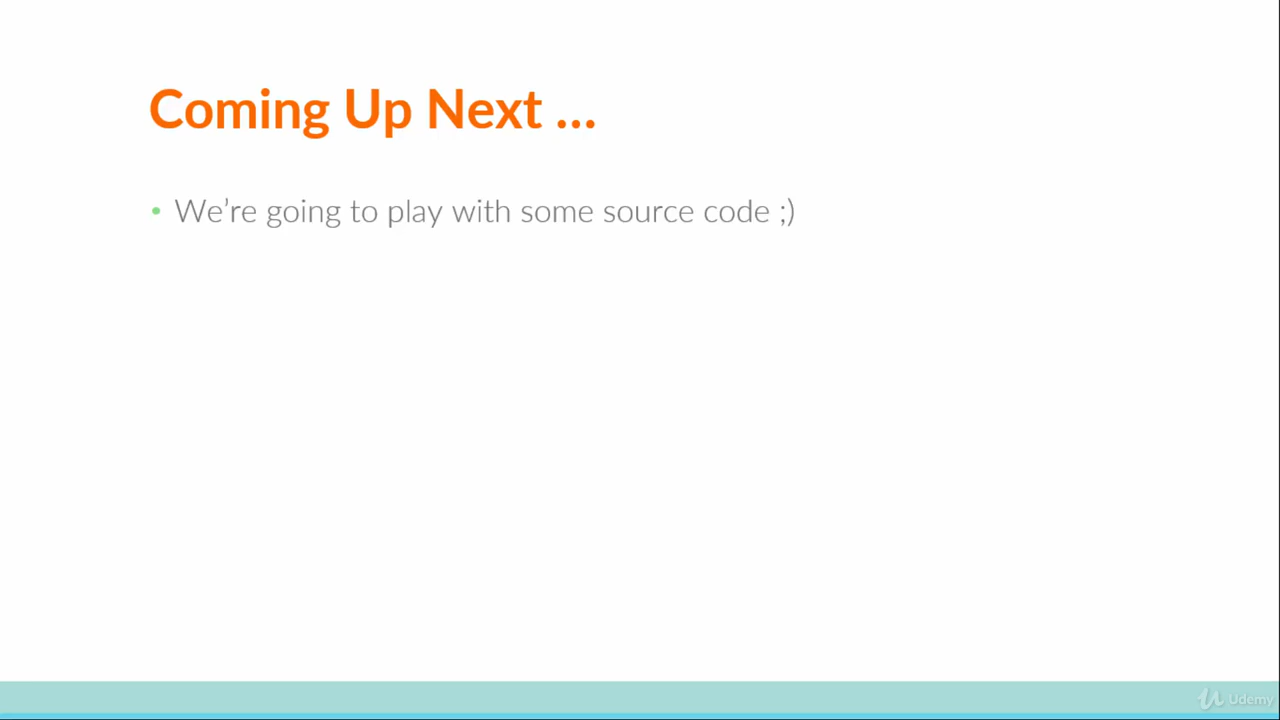 Coming Up Next ...
• We're going to play with some source code ;)
Udemy